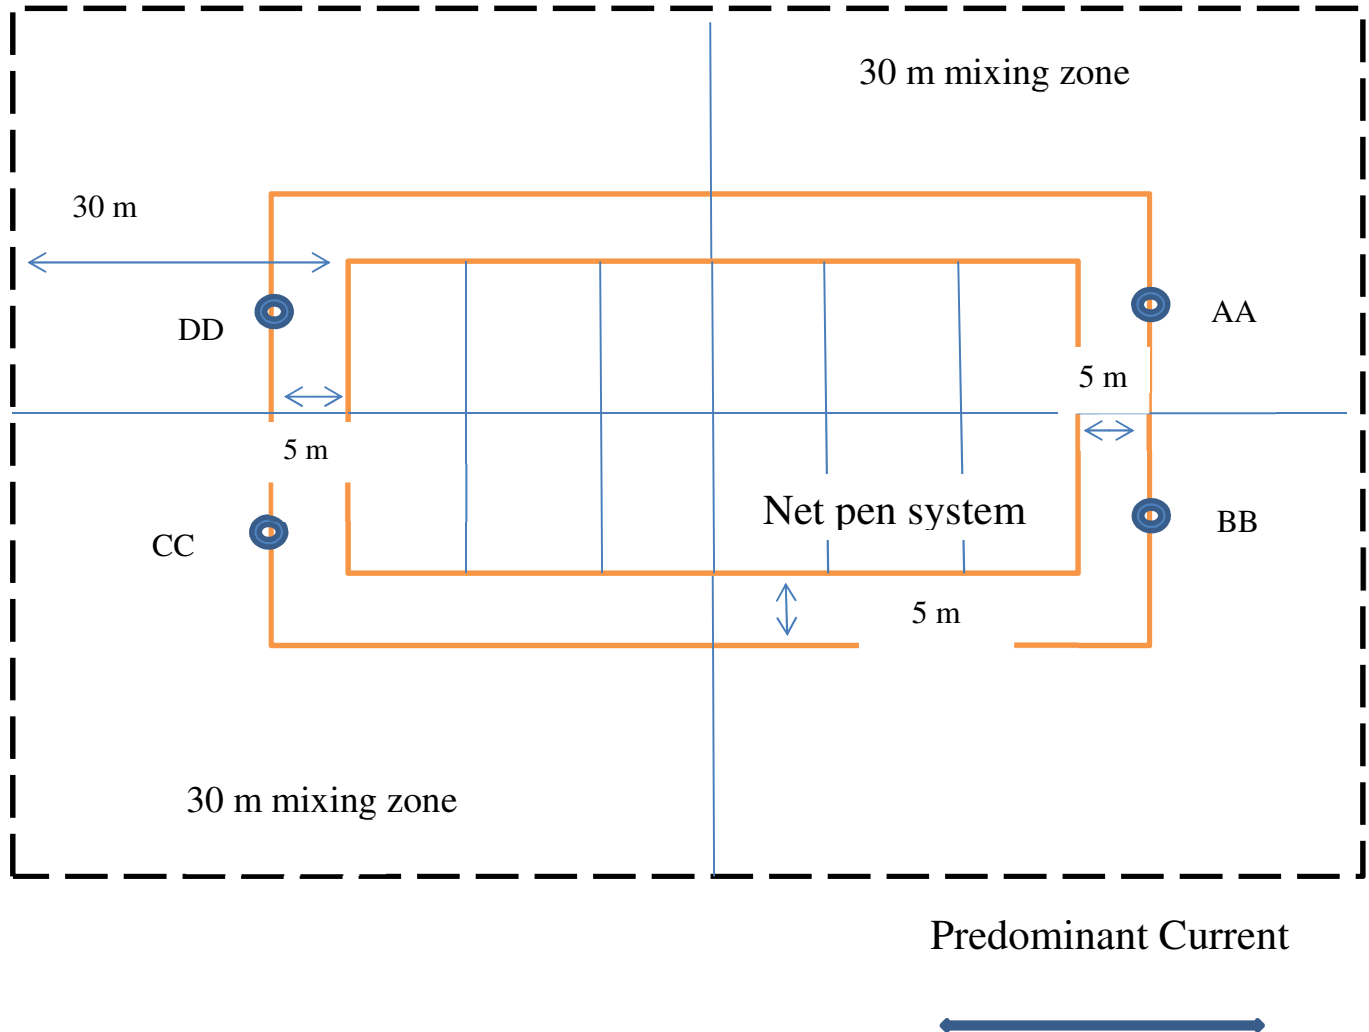 30 m mixing zone
30 m
DD
AA
5 m
5 m
Net pen system
CC
BB
5 m
30 m mixing zone
Predominant Current